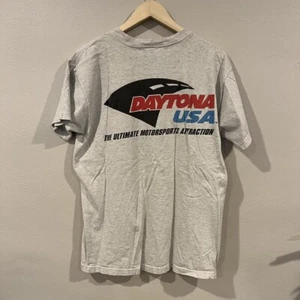 DAYTONA
USA
THE ULTIMATE MOTORSPORTS ATTRACTION